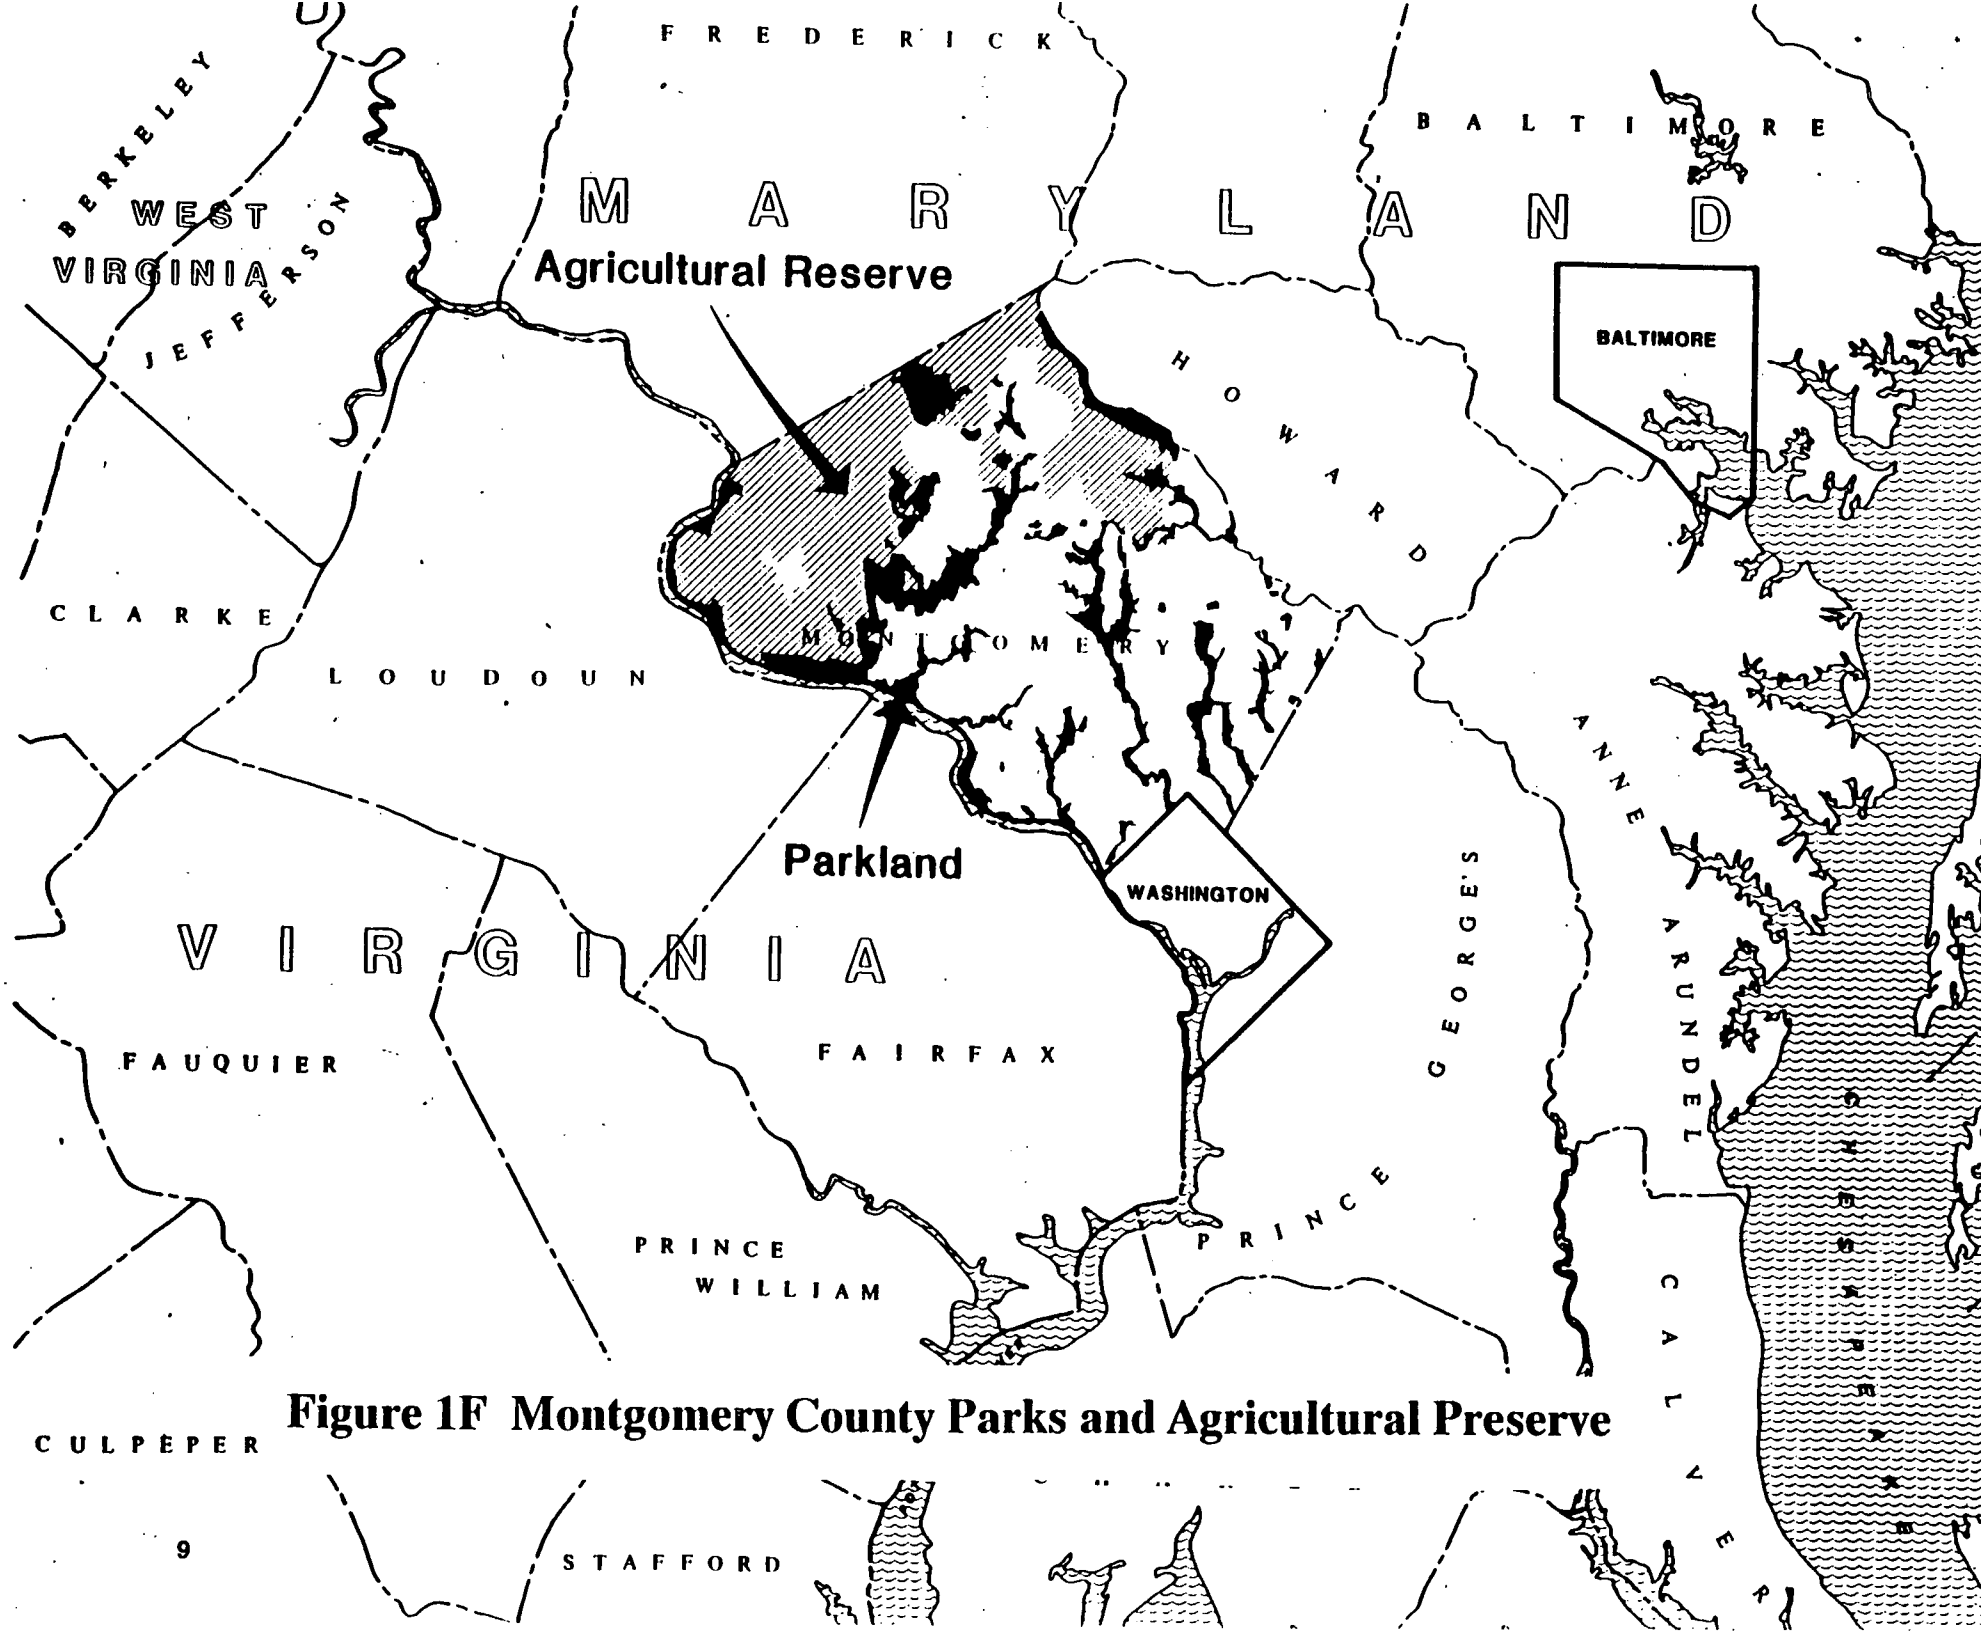 FREDERICK
BERKELEY
BALTIMORE
WEST
VIRGINIA
JEFFERSON
MARYLAND
Agricultural Reserve
BALTIMORE
HOWARD
CLARKE
LOUDOUN
MONTGOMERY
ANNE
ARUNDEL
Parkland
WASHINGTON
VIRGINIA
PRINCE
GEORGE'S
FAUQUIER
FAIRFAX
CHESAPEAKE
PRINCE
WILLIAM
CALVER
Figure 1F Montgomery County Parks and Agricultural Preserve
CULPEPER
9
STAFFORD